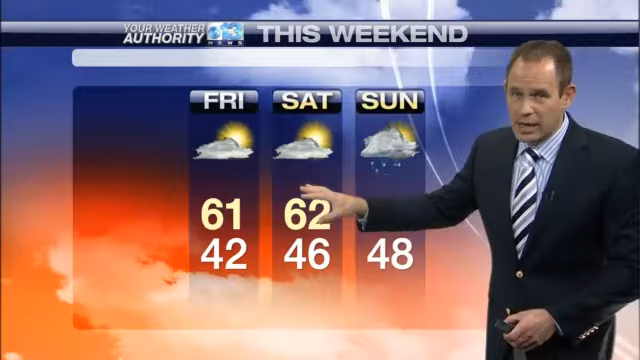 YOUR WEATHER
AUTHORITY
13
NEWS
THIS WEEKEND
FRI SAT SUN
61 62
42 46 48